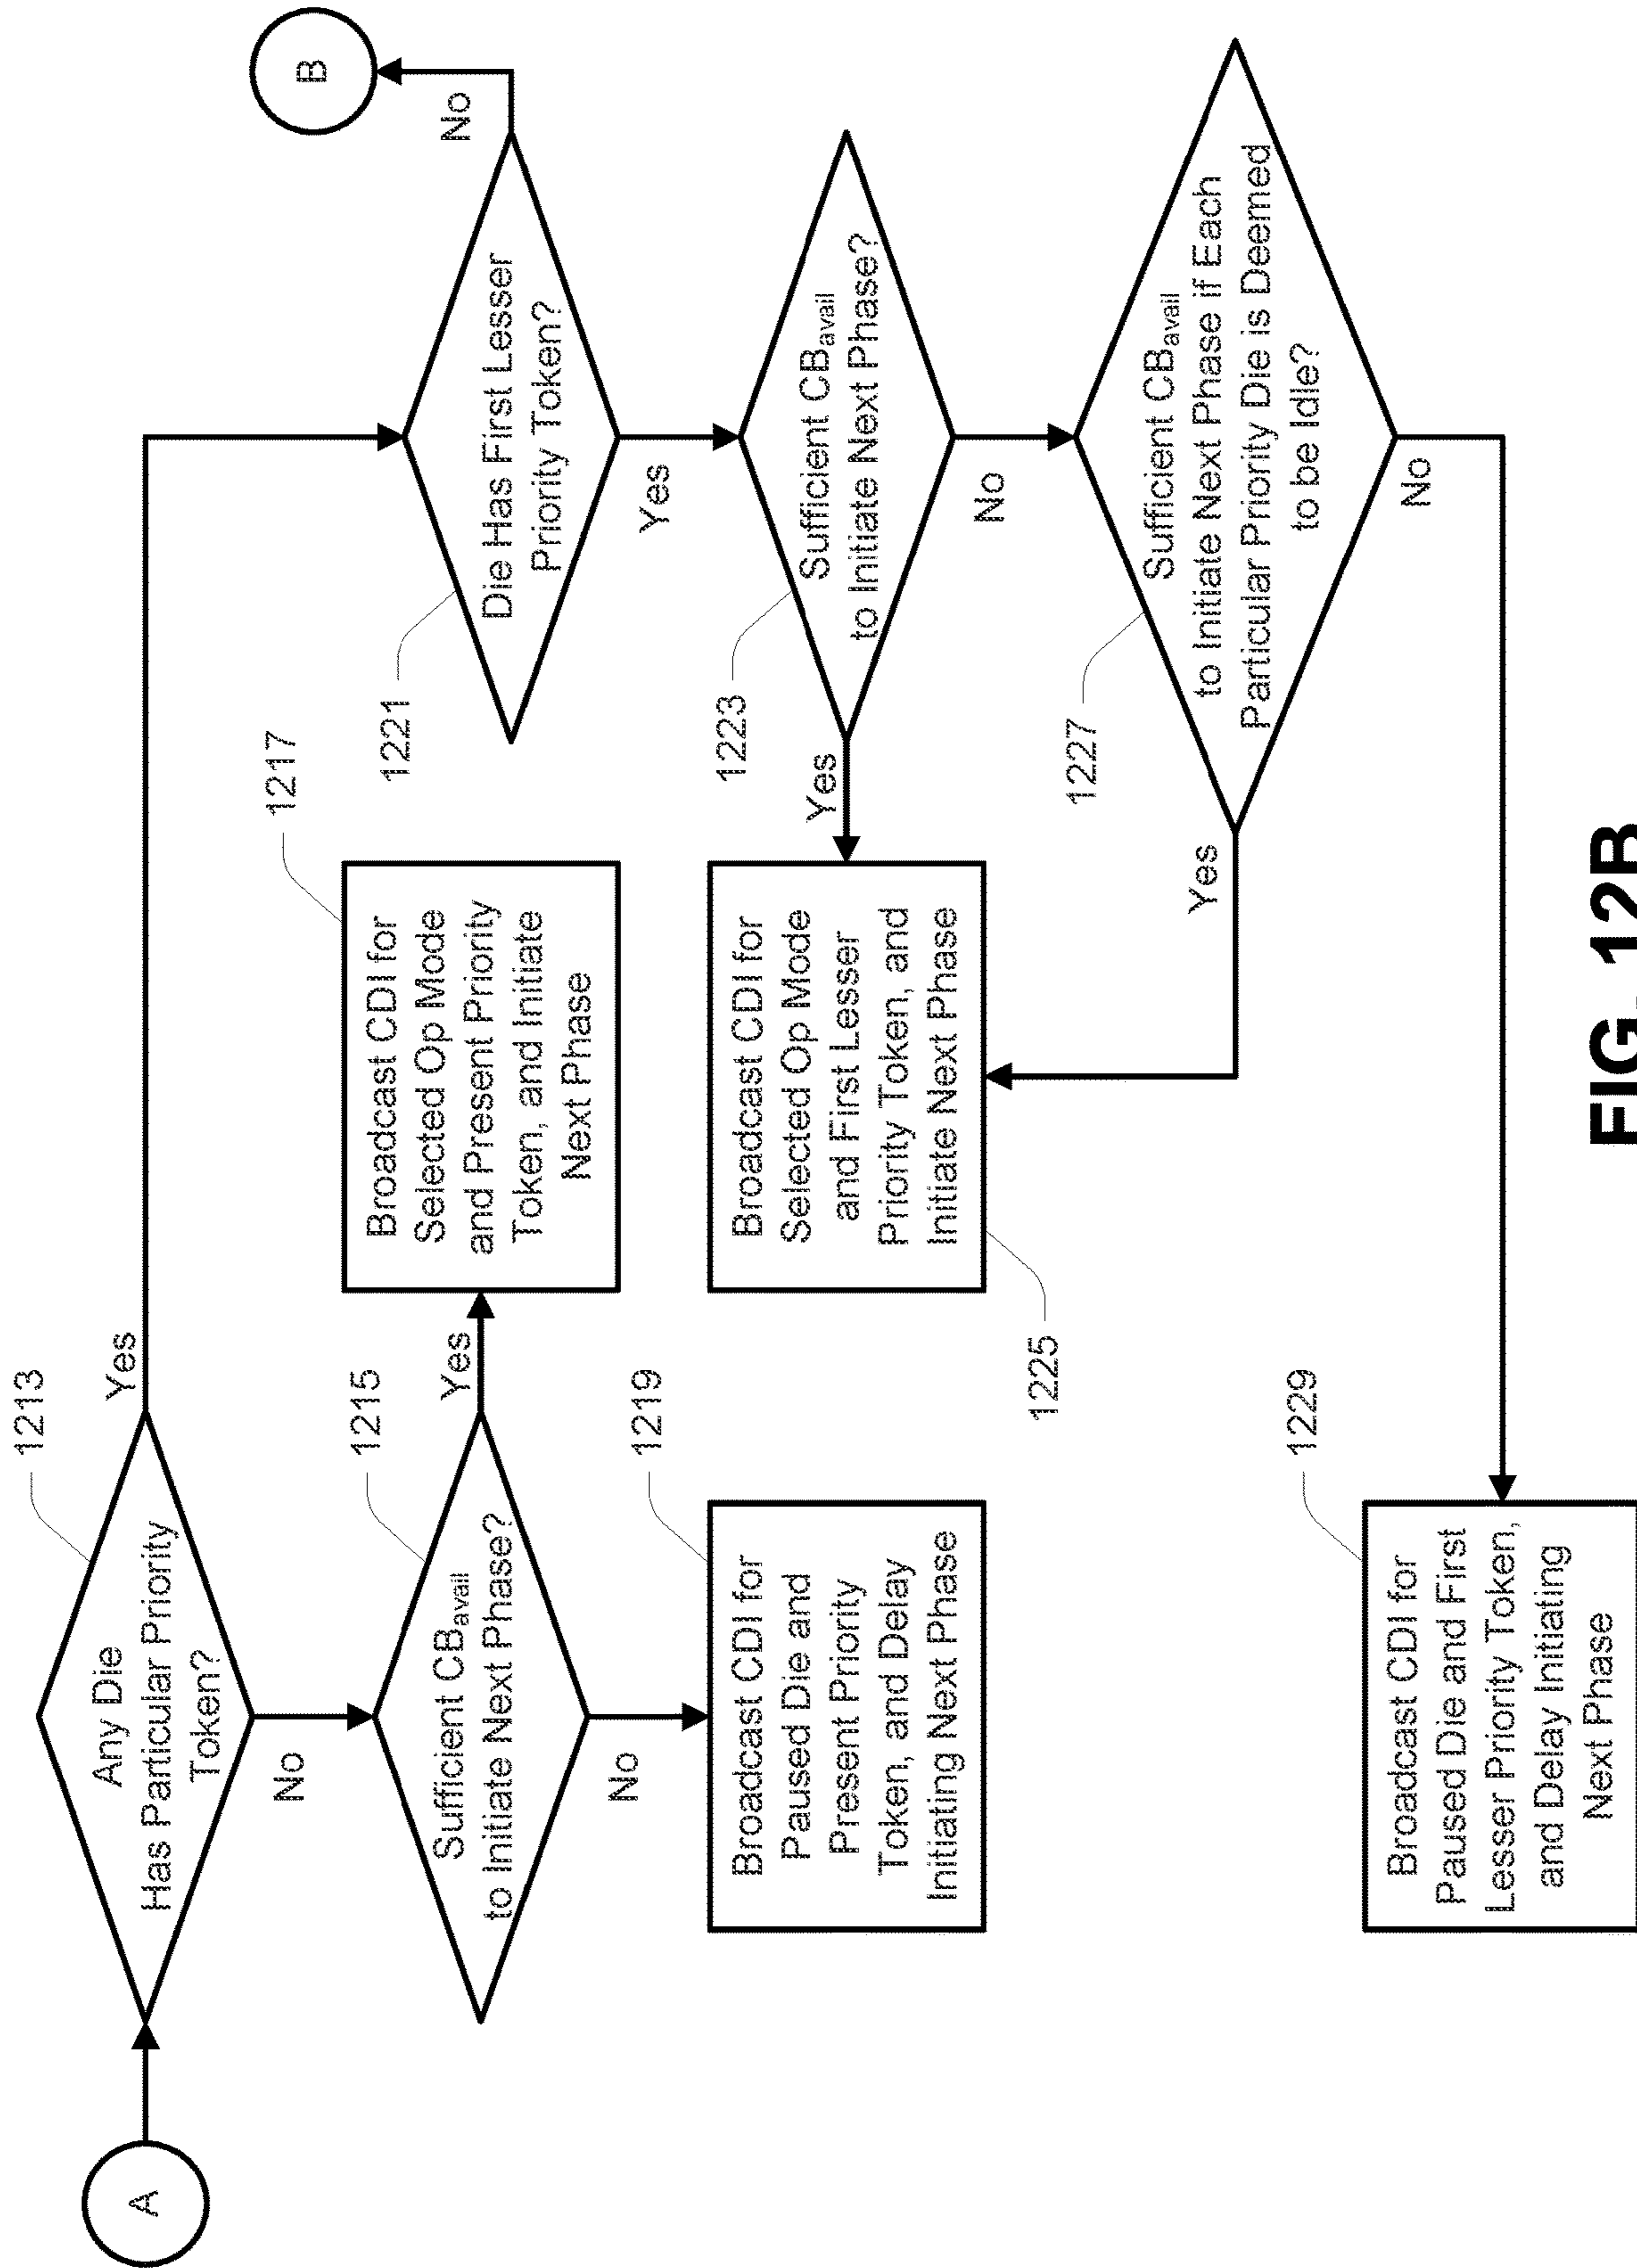 A
Any Die
Has Particular Priority
Token?
1213
Yes
No
Sufficient CBavail
to Initiate Next Phase?
1215
Yes
No
Broadcast CDI for
Selected Op Mode
and Present Priority
Token, and Initiate
Next Phase
1217
Broadcast CDI for
Paused Die and
Present Priority
Token, and Delay
Initiating Next Phase
1219
Die Has First Lesser
Priority Token?
1221
No
B
Yes
Sufficient CBavail
to Initiate Next Phase?
1223
Yes
No
Broadcast CDI for
Selected Op Mode
and First Lesser
Priority Token, and
Initiate Next Phase
1225
Sufficient CBavail
to Initiate Next Phase if Each
Particular Priority Die is Deemed
to be Idle?
1227
Yes
No
Broadcast CDI for
Paused Die and First
Lesser Priority Token,
and Delay Initiating
Next Phase
1229
FIG. 12B